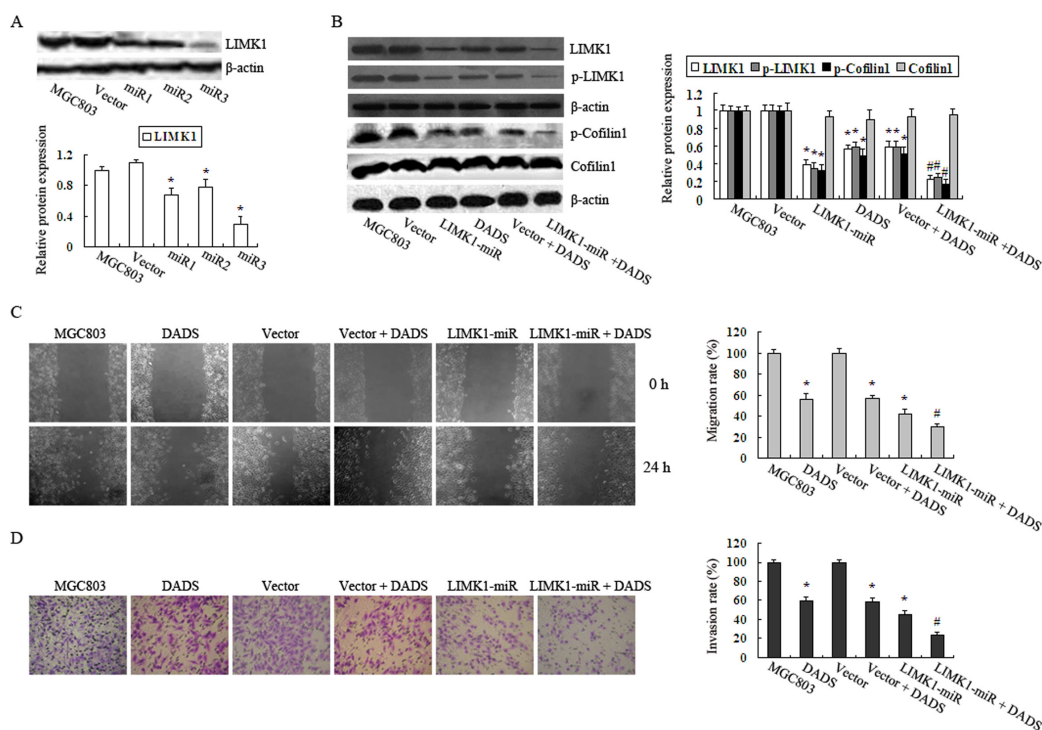 A
LIMK1
β-actin
MGC803
Vector
miR1
miR2
miR3
LIMK1
Relative protein expression
1.2
0.8
0.4
0
* * *
MGC803
Vector
miR1
miR2
miR3
B
LIMK1
p-LIMK1
β-actin
p-Cofilin1
Cofilin1
β-actin
MGC803
Vector
LIMK1-miR
DADS
Vector + DADS
LIMK1-miR +DADS
LIMK1 p-LIMK1 p-Cofilin1 Cofilin1
Relative protein expression
1.2
1
0.8
0.6
0.4
0.2
0
*** *** *** ###
MGC803
Vector
LIMK1-miR
DADS
Vector + DADS
LIMK1-miR +DADS
C
MGC803 DADS Vector Vector + DADS LIMK1-miR LIMK1-miR + DADS
0 h
24 h
Migration rate (%)
120
100
80
60
40
20
0
* * * #
MGC803
DADS
Vector
Vector + DADS
LIMK1-miR
LIMK1-miR + DADS
D
MGC803 DADS Vector Vector + DADS LIMK1-miR LIMK1-miR + DADS
Invasion rate (%)
120
100
80
60
40
20
0
* * * #
MGC803
DADS
Vector
Vector + DADS
LIMK1-miR
LIMK1-miR + DADS